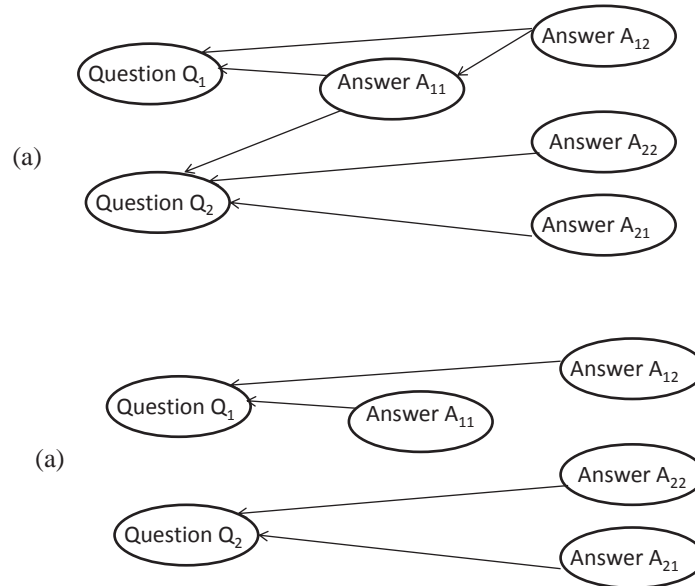 Answer A12
Question Q1
Answer A11
Answer A22
(a)
Question Q2
Answer A21
Answer A12
Question Q1
Answer A11
(a)
Answer A22
Question Q2
Answer A21